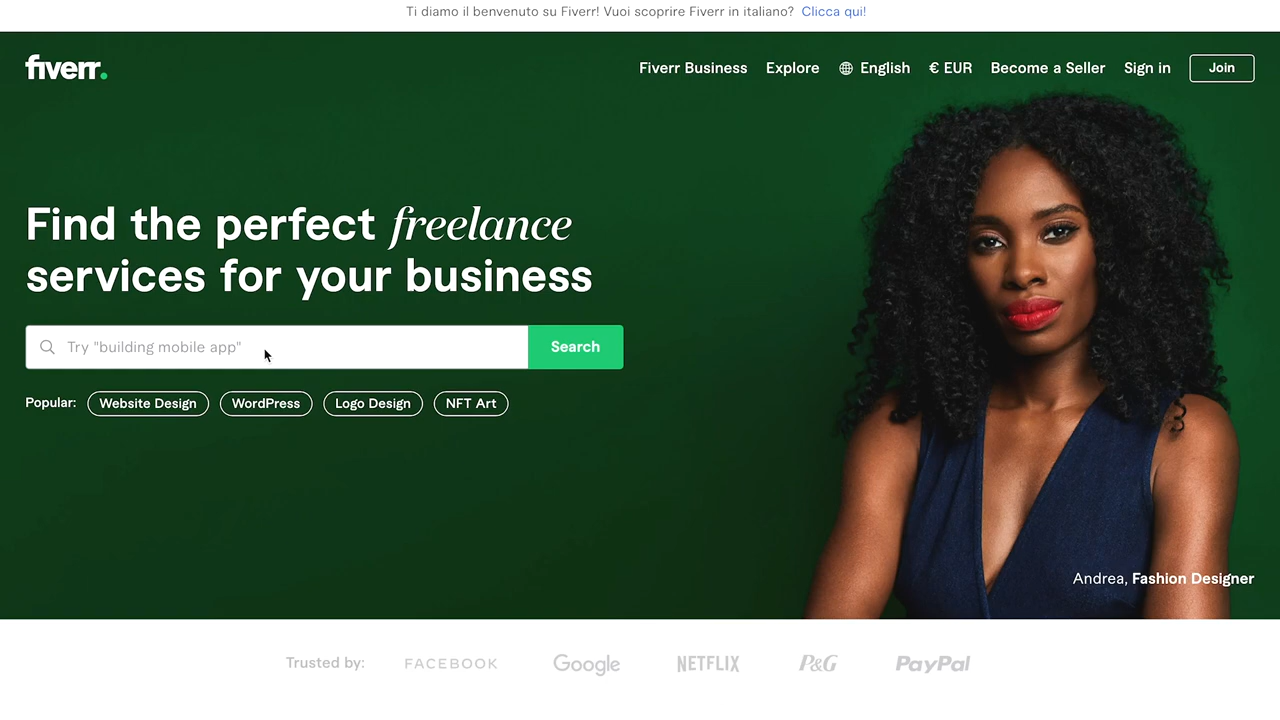 Ti diamo il benvenuto su Fiverr! Vuoi scoprire Fiverr in italiano? Clicca qui!
fiverr.
Fiverr Business Explore English € EUR Become a Seller Sign in Join
Find the perfect freelance
services for your business
Try "building mobile app" Search
Popular: Website Design WordPress Logo Design NFT Art
Andrea, Fashion Designer
Trusted by: FACEBOOK Google NETFLIX P&G PayPal